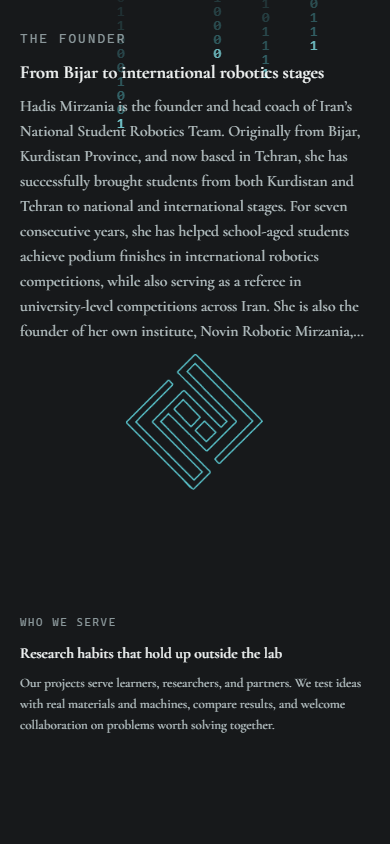 THE FOUNDER
From Bijar to international robotics stages
Hadis Mirzania is the founder and head coach of Iran's
National Student Robotics Team. Originally from Bijar,
Kurdistan Province, and now based in Tehran, she has
successfully brought students from both Kurdistan and
Tehran to national and international stages. For seven
consecutive years, she has helped school-aged students
achieve podium finishes in international robotics
competitions, while also serving as a referee in
university-level competitions across Iran. She is also the
founder of her own institute, Novin Robotic Mirzania,...
WHO WE SERVE
Research habits that hold up outside the lab
Our projects serve learners, researchers, and partners. We test ideas
with real materials and machines, compare results, and welcome
collaboration on problems worth solving together.